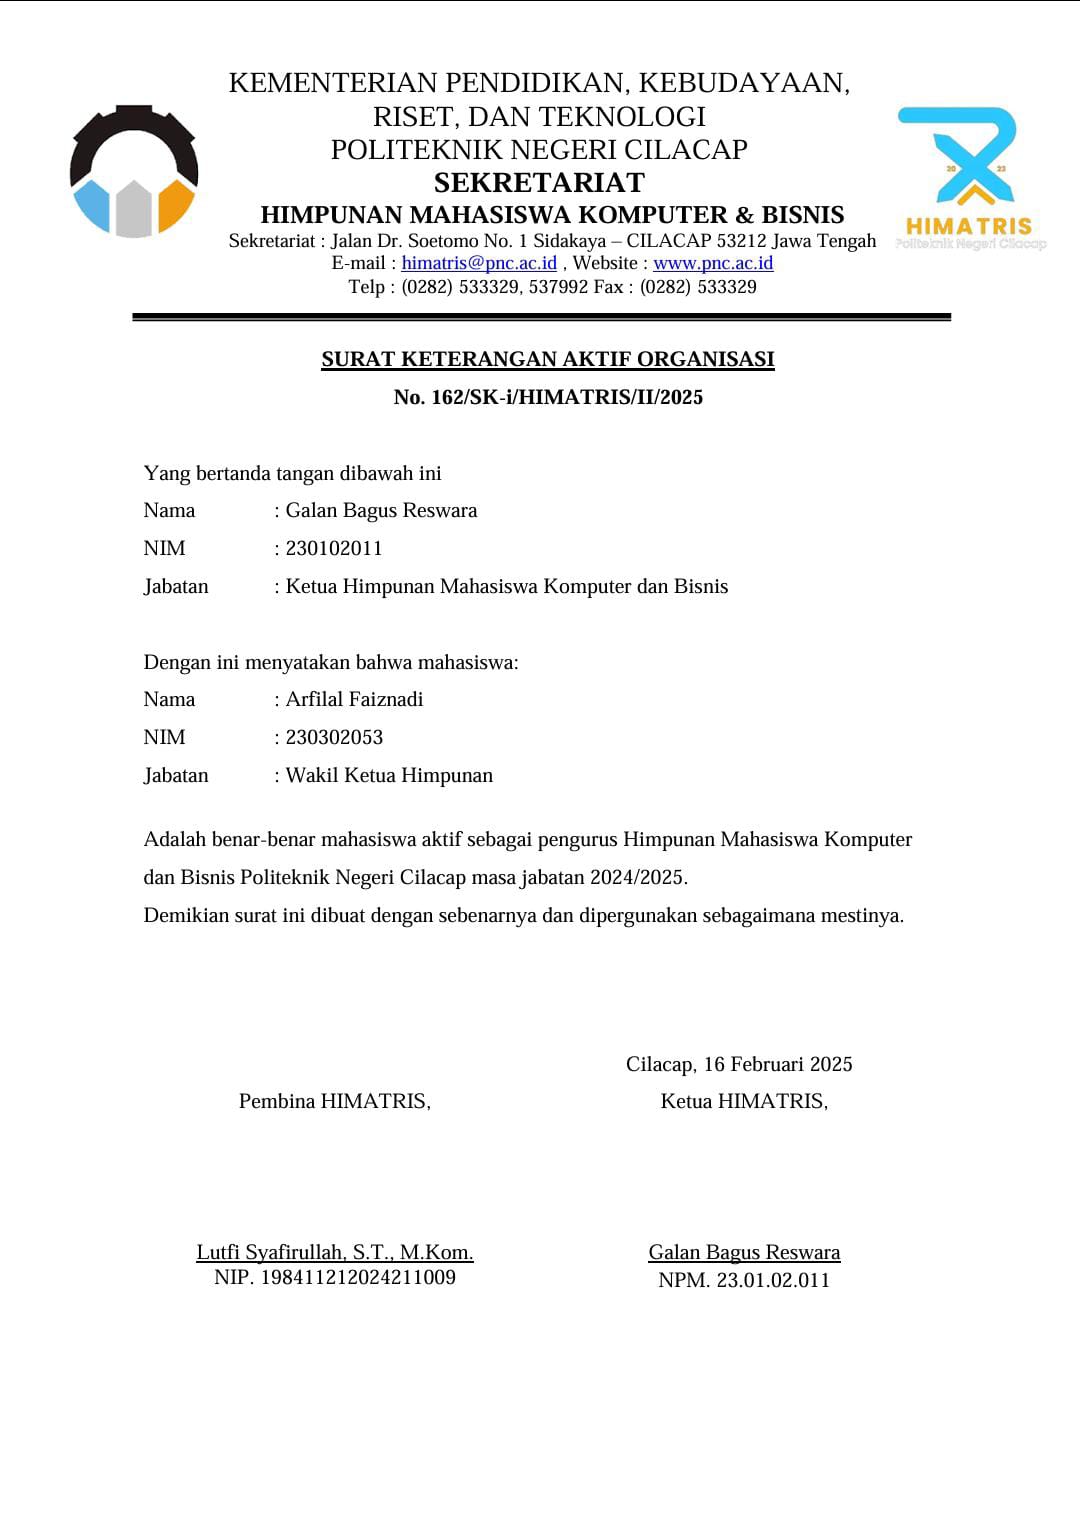 KEMENTERIAN PENDIDIKAN, KEBUDAYAAN,
RISET, DAN TEKNOLOGI
POLITEKNIK NEGERI CILACAP
SEKRETARIAT
HIMPUNAN MAHASISWA KOMPUTER & BISNIS
Sekretariat : Jalan Dr. Soetomo No. 1 Sidakaya – CILACAP 53212 Jawa Tengah
E-mail : himatris@pnc.ac.id , Website : www.pnc.ac.id
Telp : (0282) 533329, 537992 Fax : (0282) 533329
20 23
HIMATRIS
Politeknik Negeri Cilacap
SURAT KETERANGAN AKTIF ORGANISASI
No. 162/SK-i/HIMATRIS/II/2025
Yang bertanda tangan dibawah ini
Nama : Galan Bagus Reswara
NIM : 230102011
Jabatan : Ketua Himpunan Mahasiswa Komputer dan Bisnis
Dengan ini menyatakan bahwa mahasiswa:
Nama : Arfilal Faiznadi
NIM : 230302053
Jabatan : Wakil Ketua Himpunan
Adalah benar-benar mahasiswa aktif sebagai pengurus Himpunan Mahasiswa Komputer
dan Bisnis Politeknik Negeri Cilacap masa jabatan 2024/2025.
Demikian surat ini dibuat dengan sebenarnya dan dipergunakan sebagaimana mestinya.
Cilacap, 16 Februari 2025
Pembina HIMATRIS, Ketua HIMATRIS,
Lutfi Syafirullah, S.T., M.Kom. Galan Bagus Reswara
NIP. 198411212024211009 NPM. 23.01.02.011